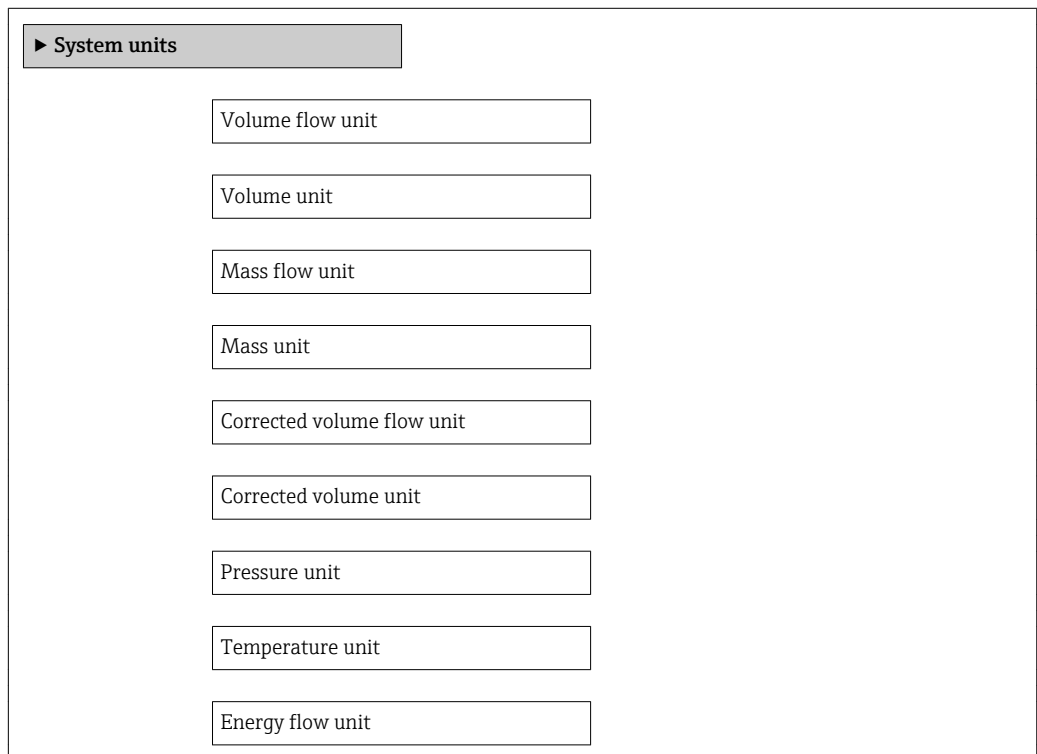 ▶ System units
Volume flow unit
Volume unit
Mass flow unit
Mass unit
Corrected volume flow unit
Corrected volume unit
Pressure unit
Temperature unit
Energy flow unit